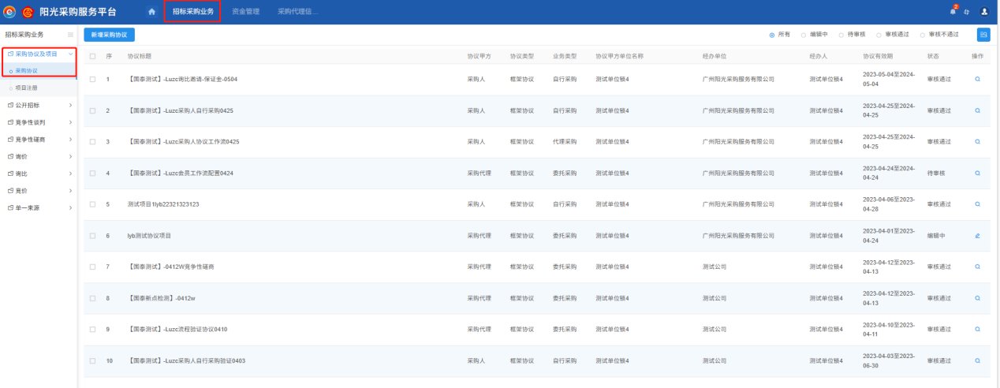 阳光采购服务平台 招标采购业务 资金管理 采购代理信... 2
招标采购业务
采购协议及项目
采购协议
项目注册
公开招标
竞争性谈判
竞争性磋商
询价
询比
竞价
单一来源
新增采购协议 所有 编辑中 待审核 审核通过 审核不通过
序 协议标题 协议甲方 协议类型 业务类型 协议甲方单位名称 经办单位 经办人 协议有效期 状态 操作
1 【国泰测试】-Luzc询比邀请-保证金-0504 采购人 框架协议 自行采购 测试单位锁4 广州阳光采购服务有限公司 测试单位锁4 2023-05-04至2024-05-04 审核通过
2 【国泰测试】-Luzc采购人自行采购0425 采购人 框架协议 自行采购 测试单位锁4 广州阳光采购服务有限公司 测试单位锁4 2023-04-25至2024-04-25 审核通过
3 【国泰测试】-Luzc采购人协议工作流0425 采购人 框架协议 代理采购 测试单位锁4 广州阳光采购服务有限公司 测试单位锁4 2023-04-25至2024-04-25 审核通过
4 【国泰测试】-Luzc会员工作流配置0424 采购代理 框架协议 委托采购 测试单位锁4 广州阳光采购服务有限公司 测试单位锁4 2023-04-24至2024-04-24 待审核
5 测试项目1lyb22321323123 采购人 框架协议 自行采购 测试单位锁4 广州阳光采购服务有限公司 测试单位锁4 2023-04-06至2023-04-28 审核通过
6 lyb测试协议项目 采购代理 框架协议 委托采购 测试单位锁4 广州阳光采购服务有限公司 测试单位锁4 2023-04-01至2023-04-24 编辑中
7 【国泰测试】-0412W竞争性磋商 采购代理 框架协议 委托采购 测试单位锁4 测试公司 测试单位锁4 2023-04-12至2023-04-13 审核通过
8 【国泰新点检测】-0412w 采购代理 框架协议 委托采购 测试单位锁4 测试公司 测试单位锁4 2023-04-12至2023-04-13 审核通过
9 【国泰测试】-Luzc流程验证协议0410 采购代理 框架协议 委托采购 测试单位锁4 测试公司 测试单位锁4 2023-04-10至2023-04-11 审核通过
10 【国泰测试】-Luzc采购人自行采购验证0403 采购人 框架协议 自行采购 测试单位锁4 测试公司 测试单位锁4 2023-04-03至2023-06-30 审核通过